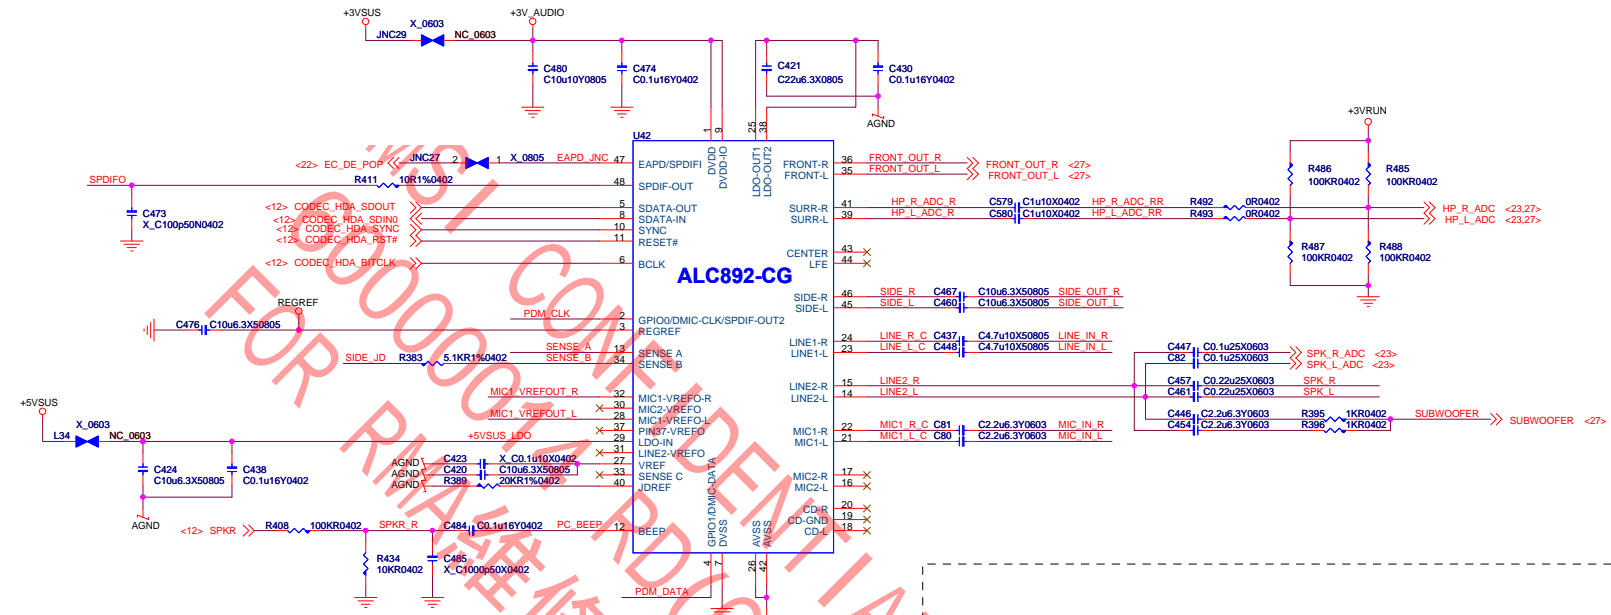 +3VSUS
X_0603
JNC29
NC_0603
+3V_AUDIO
C480
C10u10Y0805
C474
C0.1u16Y0402
C421
C22u6.3X0805
C430
C0.1u16Y0402
AGND
+3VRUN
U42
1
9
25
38
DVDD
DVDD-IO
LDO-OUT1
LDO-OUT2
<22> EC_DE_POP
JNC27
2
1
X_0805
EAPD_JNC
47
EAPD/SPDIFI
SPDIFO
R411
10R1%0402
48
SPDIF-OUT
C473
X_C100p50N0402
<12> CODEC_HDA_SDOUT
5
SDATA-OUT
<12> CODEC_HDA_SDIN0
8
SDATA-IN
<12> CODEC_HDA_SYNC
10
SYNC
<12> CODEC_HDA_RST#
11
RESET#
<12> CODEC_HDA_BITCLK
6
BCLK
ALC892-CG
REGREF
C476
C10u6.3X50805
PDM_CLK
2
GPIO0/DMIC-CLK/SPDIF-OUT2
3
REGREF
SENSE_A
13
SENSE A
SIDE_JD
R383
5.1KR1%0402
SENSE_B
34
SENSE B
MIC1_VREFOUT_R
32
MIC1-VREFO-R
30
MIC2-VREFO
MIC1_VREFOUT_L
28
MIC1-VREFO-L
37
PIN37-VREFO
+5VSUS_LDO
29
LDO-IN
31
LINE2-VREFO
27
VREF
33
SENSE C
40
JDREF
+5VSUS
X_0603
L34
NC_0603
C424
C10u6.3X50805
C438
C0.1u16Y0402
AGND
AGND
C423
X_C0.1u10X0402
AGND
C420
C10u6.3X50805
AGND
R389
20KR1%0402
<12> SPKR
R408
100KR0402
SPKR_R
C484
C0.1u16Y0402
PC_BEEP
12
BEEP
R434
10KR0402
C485
X_C1000p50X0402
PDM_DATA
GPIO1/DMIC-DATA
DVSS
AVSS
AVSS
4
7
26
42
FRONT-R
36
FRONT_OUT_R
FRONT_OUT_R <27>
FRONT-L
35
FRONT_OUT_L
FRONT_OUT_L <27>
SURR-R
41
HP_R_ADC_R
C579
C1u10X0402
HP_R_ADC_RR
R492
0R0402
HP_R_ADC <23,27>
SURR-L
39
HP_L_ADC_R
C580
C1u10X0402
HP_L_ADC_RR
R493
0R0402
HP_L_ADC <23,27>
R486
100KR0402
R485
100KR0402
R487
100KR0402
R488
100KR0402
CENTER
43
LFE
44
SIDE-R
46
SIDE_R
C467
C10u6.3X50805
SIDE_OUT_R
SIDE-L
45
SIDE_L
C460
C10u6.3X50805
SIDE_OUT_L
LINE1-R
24
LINE_R_C
C437
C4.7u10X50805
LINE_IN_R
LINE1-L
23
LINE_L_C
C448
C4.7u10X50805
LINE_IN_L
LINE2-R
15
LINE2_R
LINE2-L
14
LINE2_L
C447
C0.1u25X0603
SPK_R_ADC <23>
C82
C0.1u25X0603
SPK_L_ADC <23>
C457
C0.22u25X0603
SPK_R
C461
C0.22u25X0603
SPK_L
C446
C2.2u6.3Y0603
R395
1KR0402
SUBWOOFER
SUBWOOFER <27>
C454
C2.2u6.3Y0603
R396
1KR0402
MIC1-R
22
MIC1_R_C
C81
C2.2u6.3Y0603
MIC_IN_R
MIC1-L
21
MIC1_L_C
C80
C2.2u6.3Y0603
MIC_IN_L
MIC2-R
17
MIC2-L
16
CD-R
20
CD-GND
19
CD-L
18
MSI CONFIDENTIA
FOR RMA維修
RD(